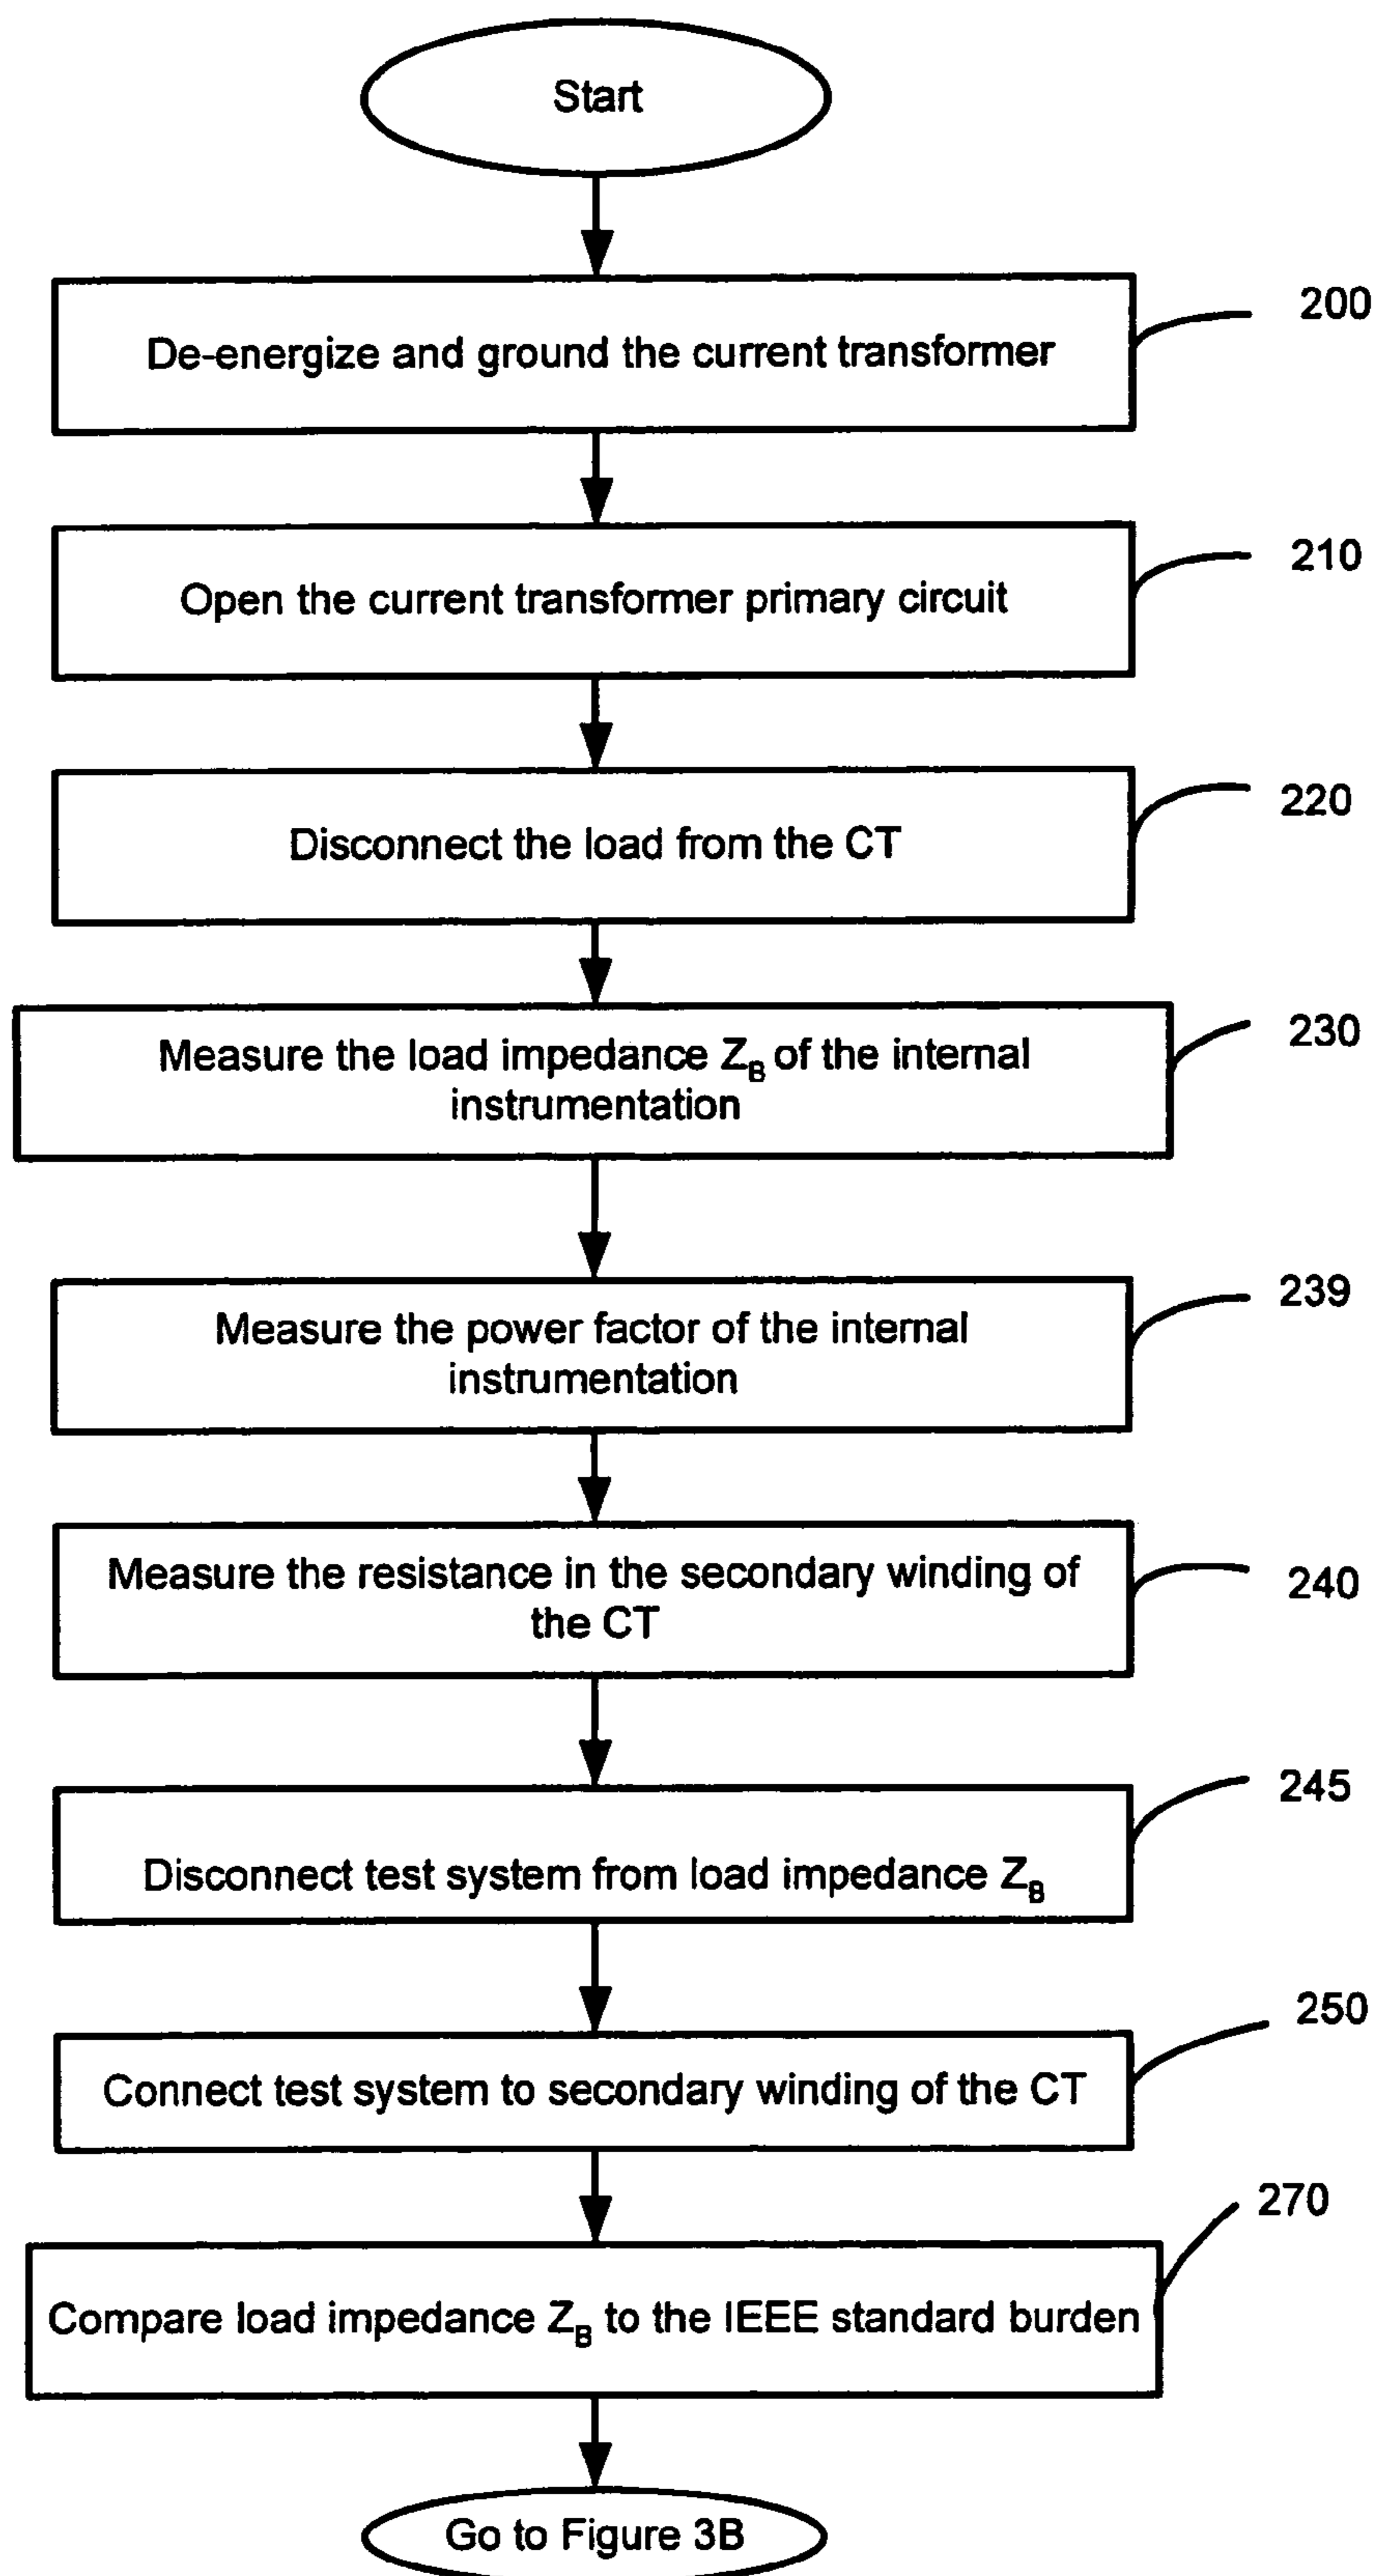 Start
De-energize and ground the current transformer
200
Open the current transformer primary circuit
210
Disconnect the load from the CT
220
Measure the load impedance Z_B of the internal
instrumentation
230
Measure the power factor of the internal
instrumentation
239
Measure the resistance in the secondary winding of
the CT
240
Disconnect test system from load impedance Z_B
245
Connect test system to secondary winding of the CT
250
Compare load impedance Z_B to the IEEE standard burden
270
Go to Figure 3B